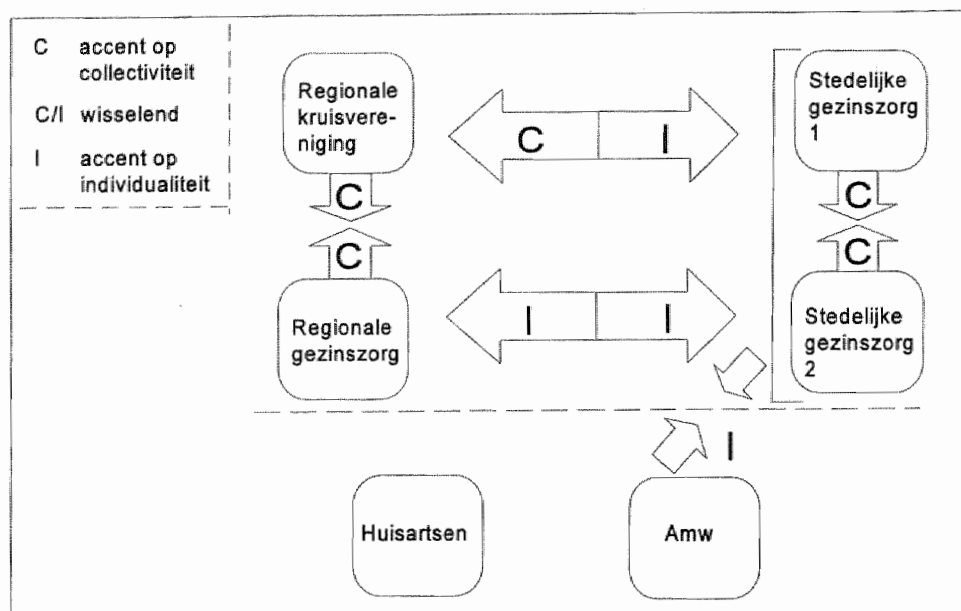 C accent op
collectiviteit
C/I wisselend
I accent op
individualiteit
Regionale
kruisvere-
niging
C I
Stedelijke
gezinszorg
1
C
C
C
C
Regionale
gezinszorg
I I
Stedelijke
gezinszorg
2
I
Huisartsen
Amw